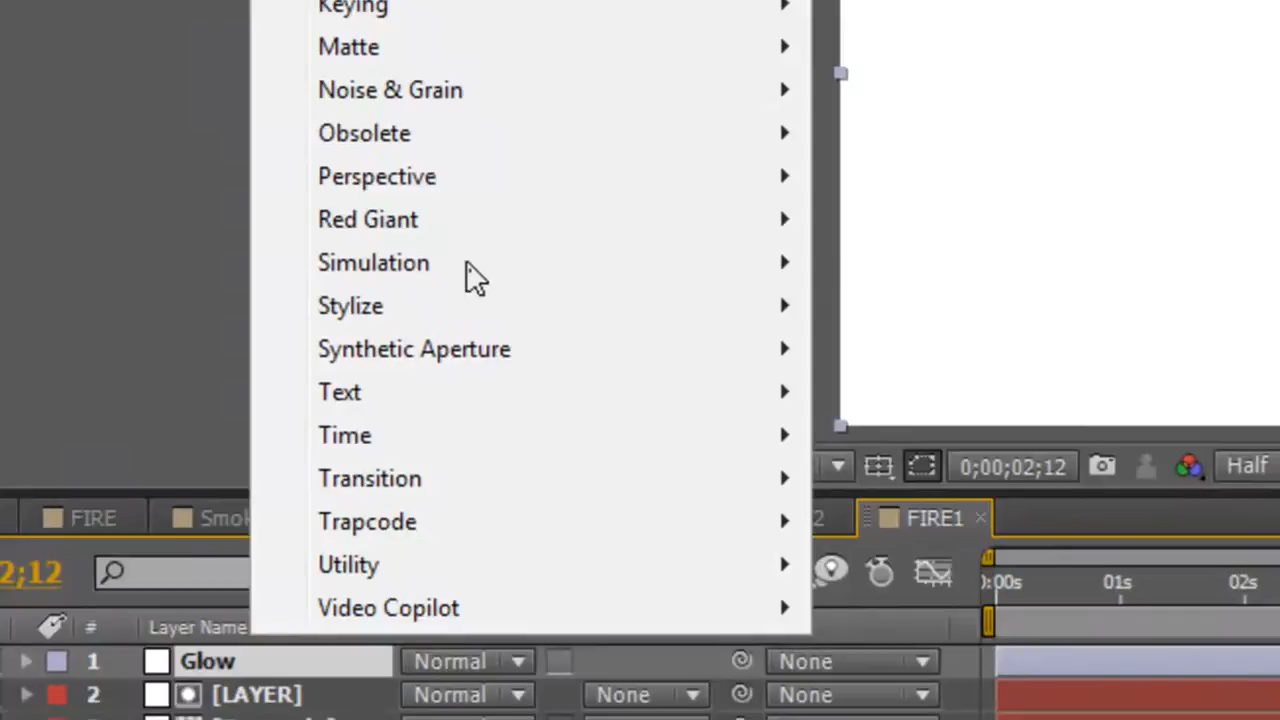 Keying
Matte
Noise & Grain
Obsolete
Perspective
Red Giant
Simulation
Stylize
Synthetic Aperture
Text
Time
Transition
Trapcode
Utility
Video Copilot
0;00;02;12
Half
FIRE
Smo
2
FIRE1
2;12
:00s
01s
02s
#
Layer Name
1
Glow
Normal
None
2
[LAYER]
Normal
None
None